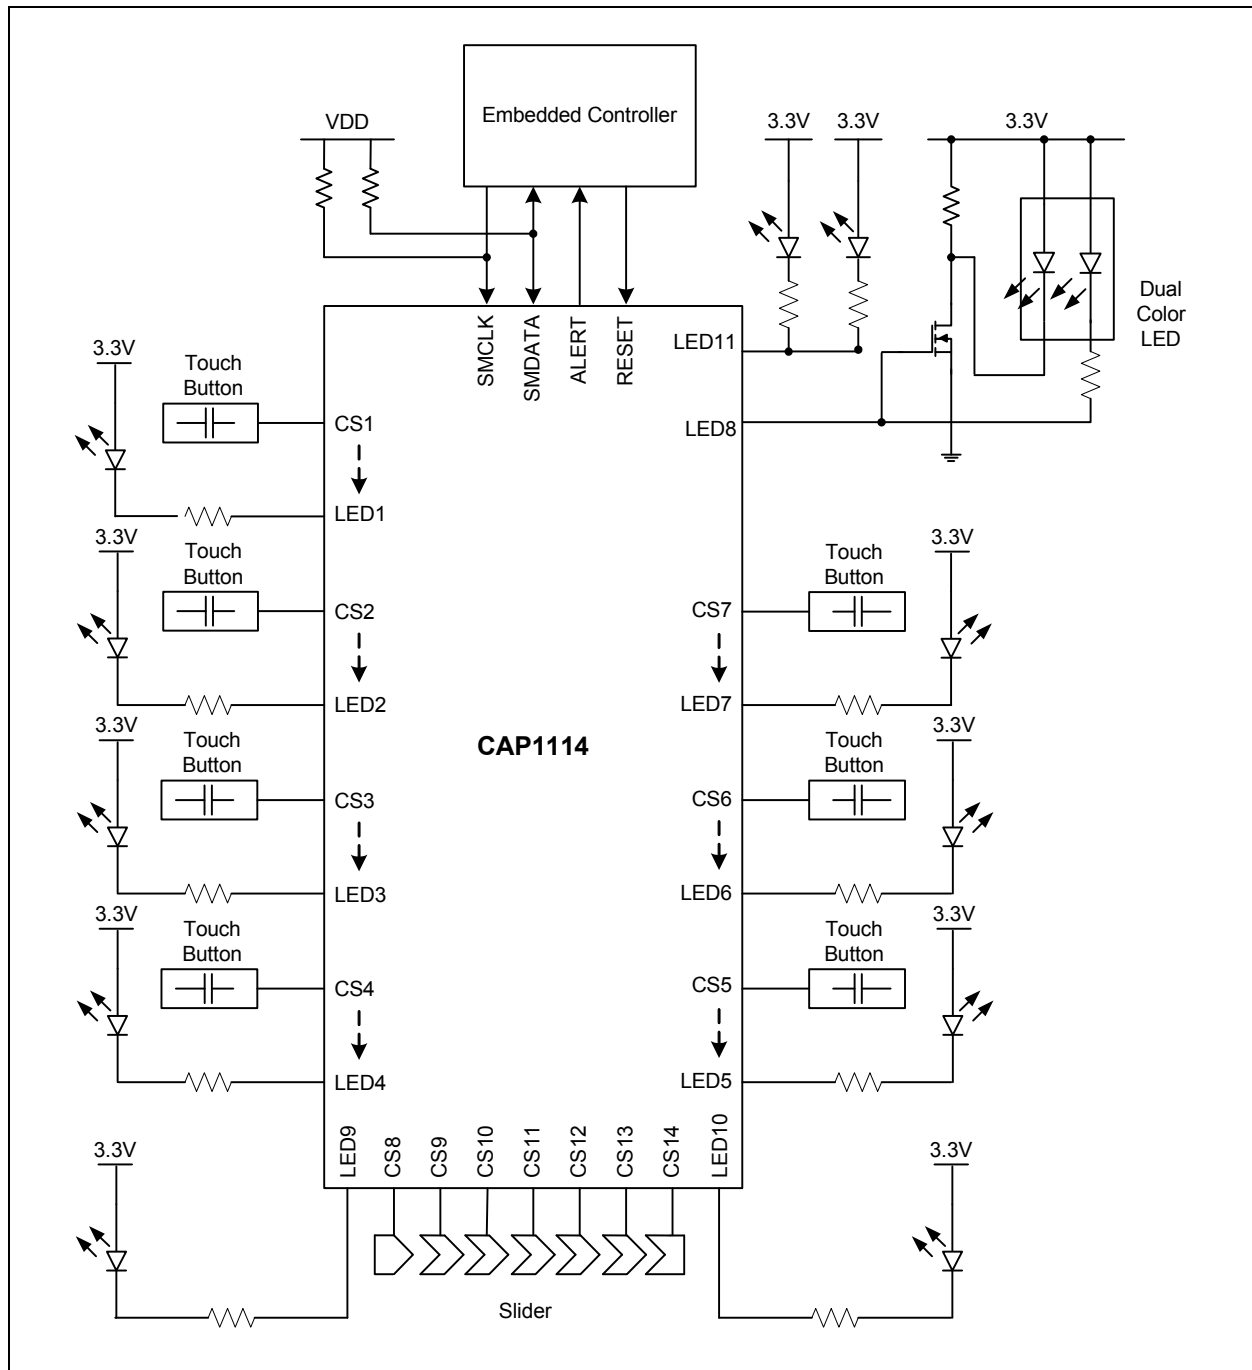 Embedded Controller
VDD
3.3V
3.3V
3.3V
SMCLK
SMDATA
ALERT
RESET
LED11
Dual
Color
LED
3.3V
Touch
Button
CS1
LED8
LED1
3.3V
Touch
Button
CS2
LED2
CS7
Touch
Button
3.3V
LED7
3.3V
Touch
Button
CS3
LED3
CAP1114
CS6
Touch
Button
3.3V
LED6
3.3V
Touch
Button
CS4
LED4
CS5
Touch
Button
3.3V
LED5
3.3V
LED9
CS8
CS9
CS10
CS11
CS12
CS13
CS14
LED10
3.3V
Slider